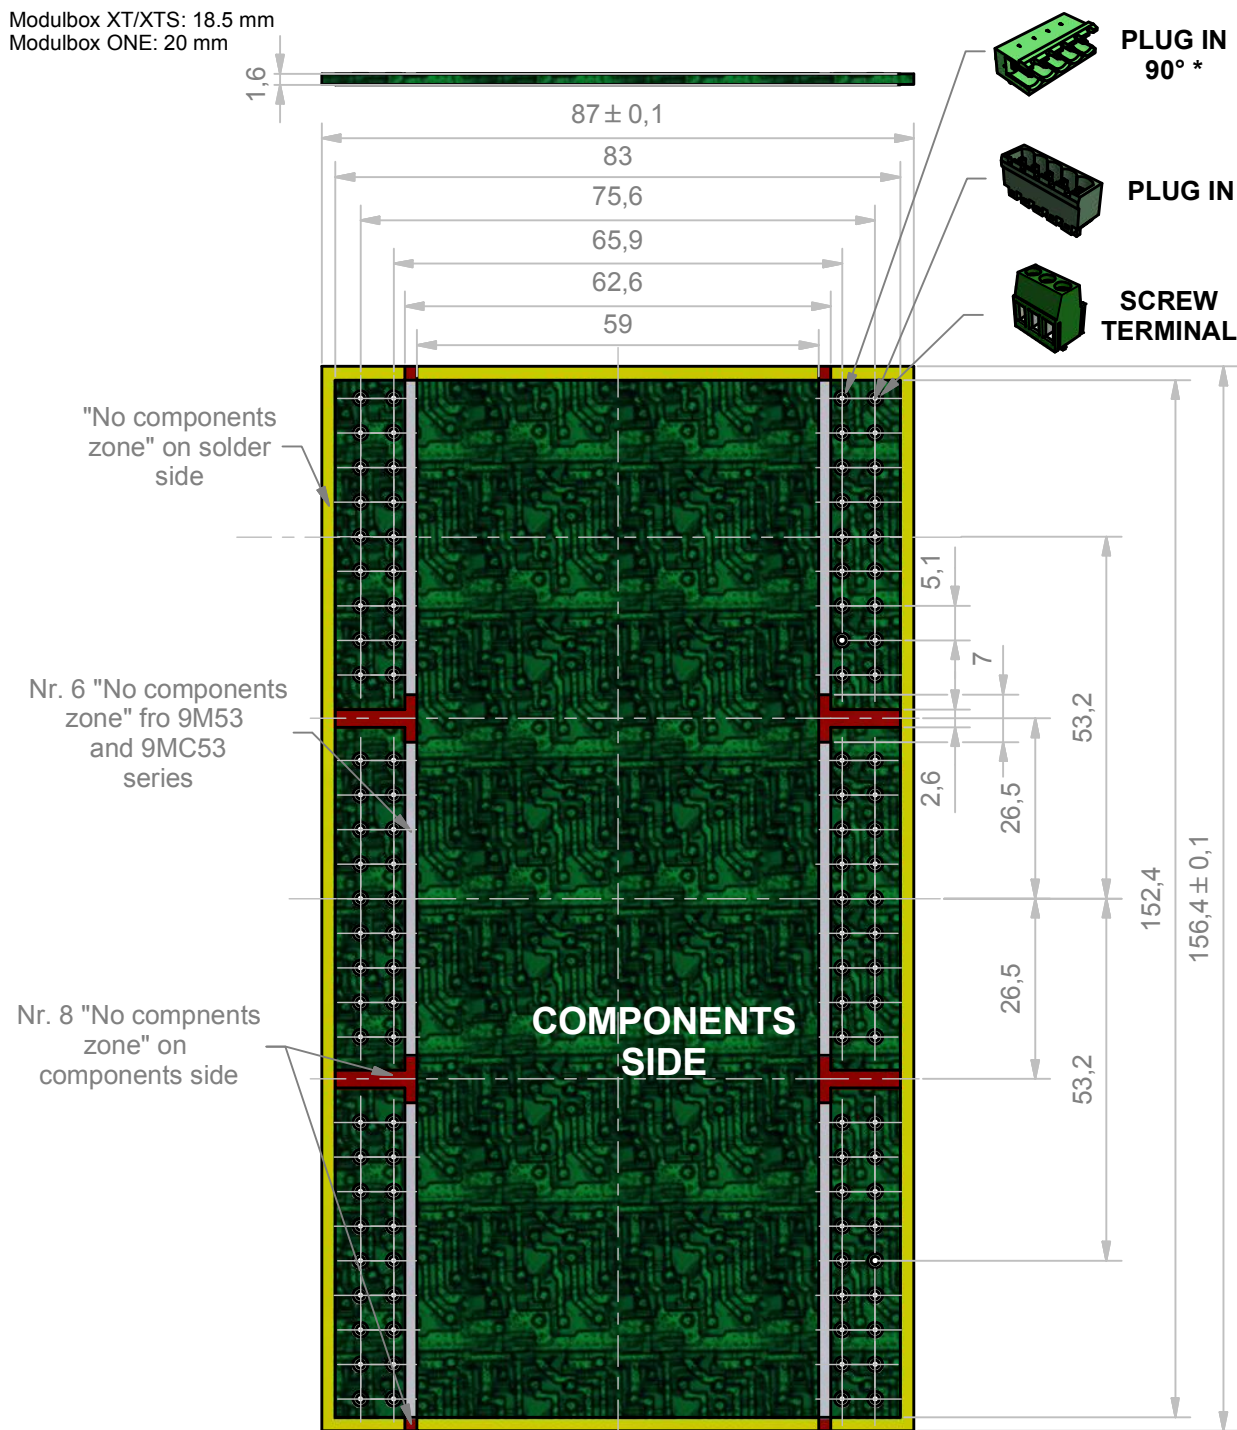 Modulbox XT/XTS: 18.5 mm
Modulbox ONE: 20 mm
1,6
87 ± 0,1
83
75,6
65,9
62,6
59
PLUG IN
90° *
PLUG IN
SCREW
TERMINAL
"No components
zone" on solder
side
5,1
7
53,2
Nr. 6 "No components
zone" fro 9M53
and 9MC53
series
2,6
26,5
152,4
156,4 ± 0,1
26,5
53,2
Nr. 8 "No compnents
zone" on
components side
COMPONENTS
SIDE